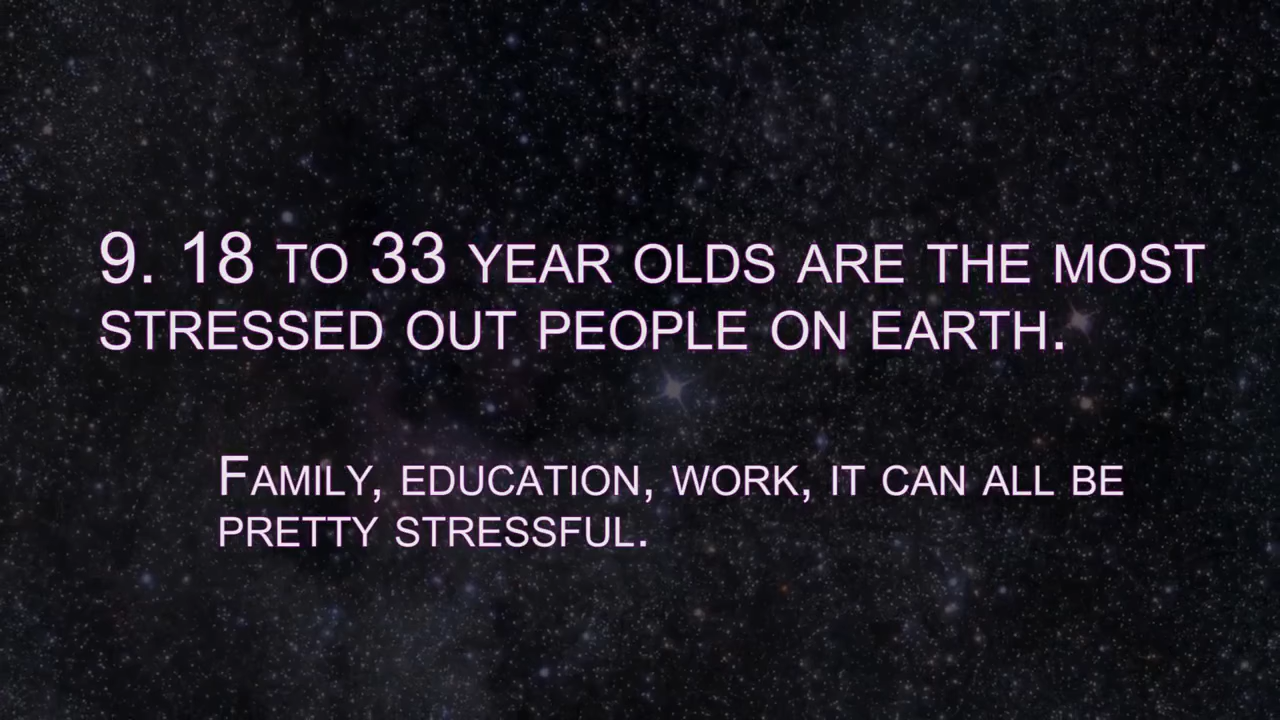 9. 18 to 33 year olds are the most
stressed out people on Earth.
Family, education, work, it can all be
pretty stressful.